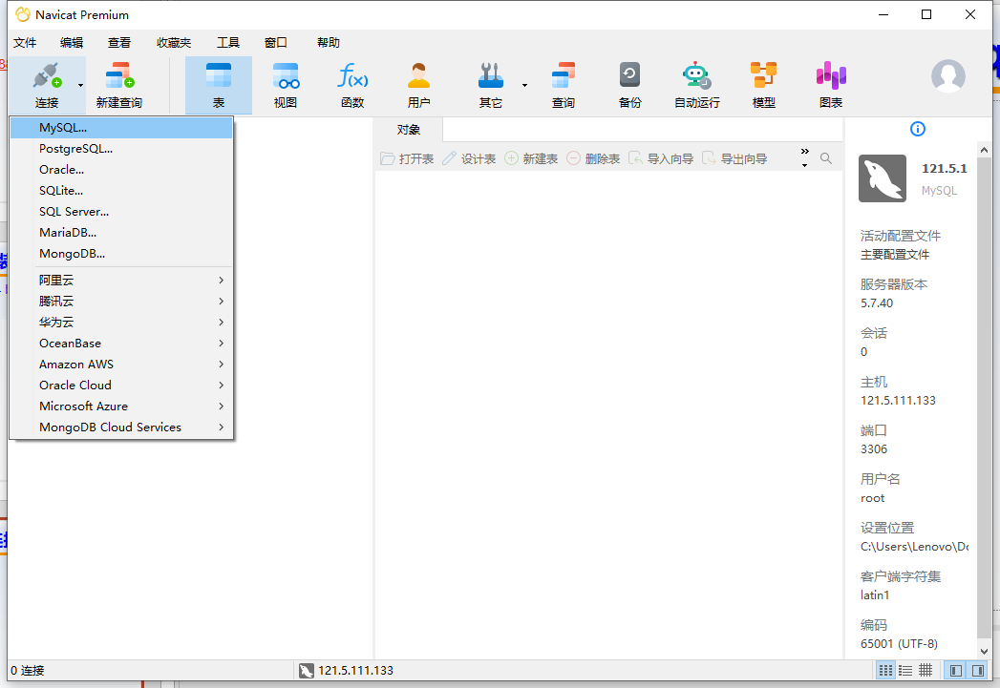 Navicat Premium
文件 编辑 查看 收藏夹 工具 窗口 帮助
连接 新建查询 表 视图 函数 用户 其它 查询 备份 自动运行 模型 图表
MySQL...
PostgreSQL...
Oracle...
SQLite...
SQL Server...
MariaDB...
MongoDB...
阿里云
腾讯云
华为云
OceanBase
Amazon AWS
Oracle Cloud
Microsoft Azure
MongoDB Cloud Services
对象
打开表 设计表 新建表 删除表 导入向导 导出向导
121.5.1
MySQL
活动配置文件
主要配置文件
服务器版本
5.7.40
会话
0
主机
121.5.111.133
端口
3306
用户名
root
设置位置
C:\Users\Lenovo\Do
客户端字符集
latin1
编码
65001 (UTF-8)
0 连接 121.5.111.133